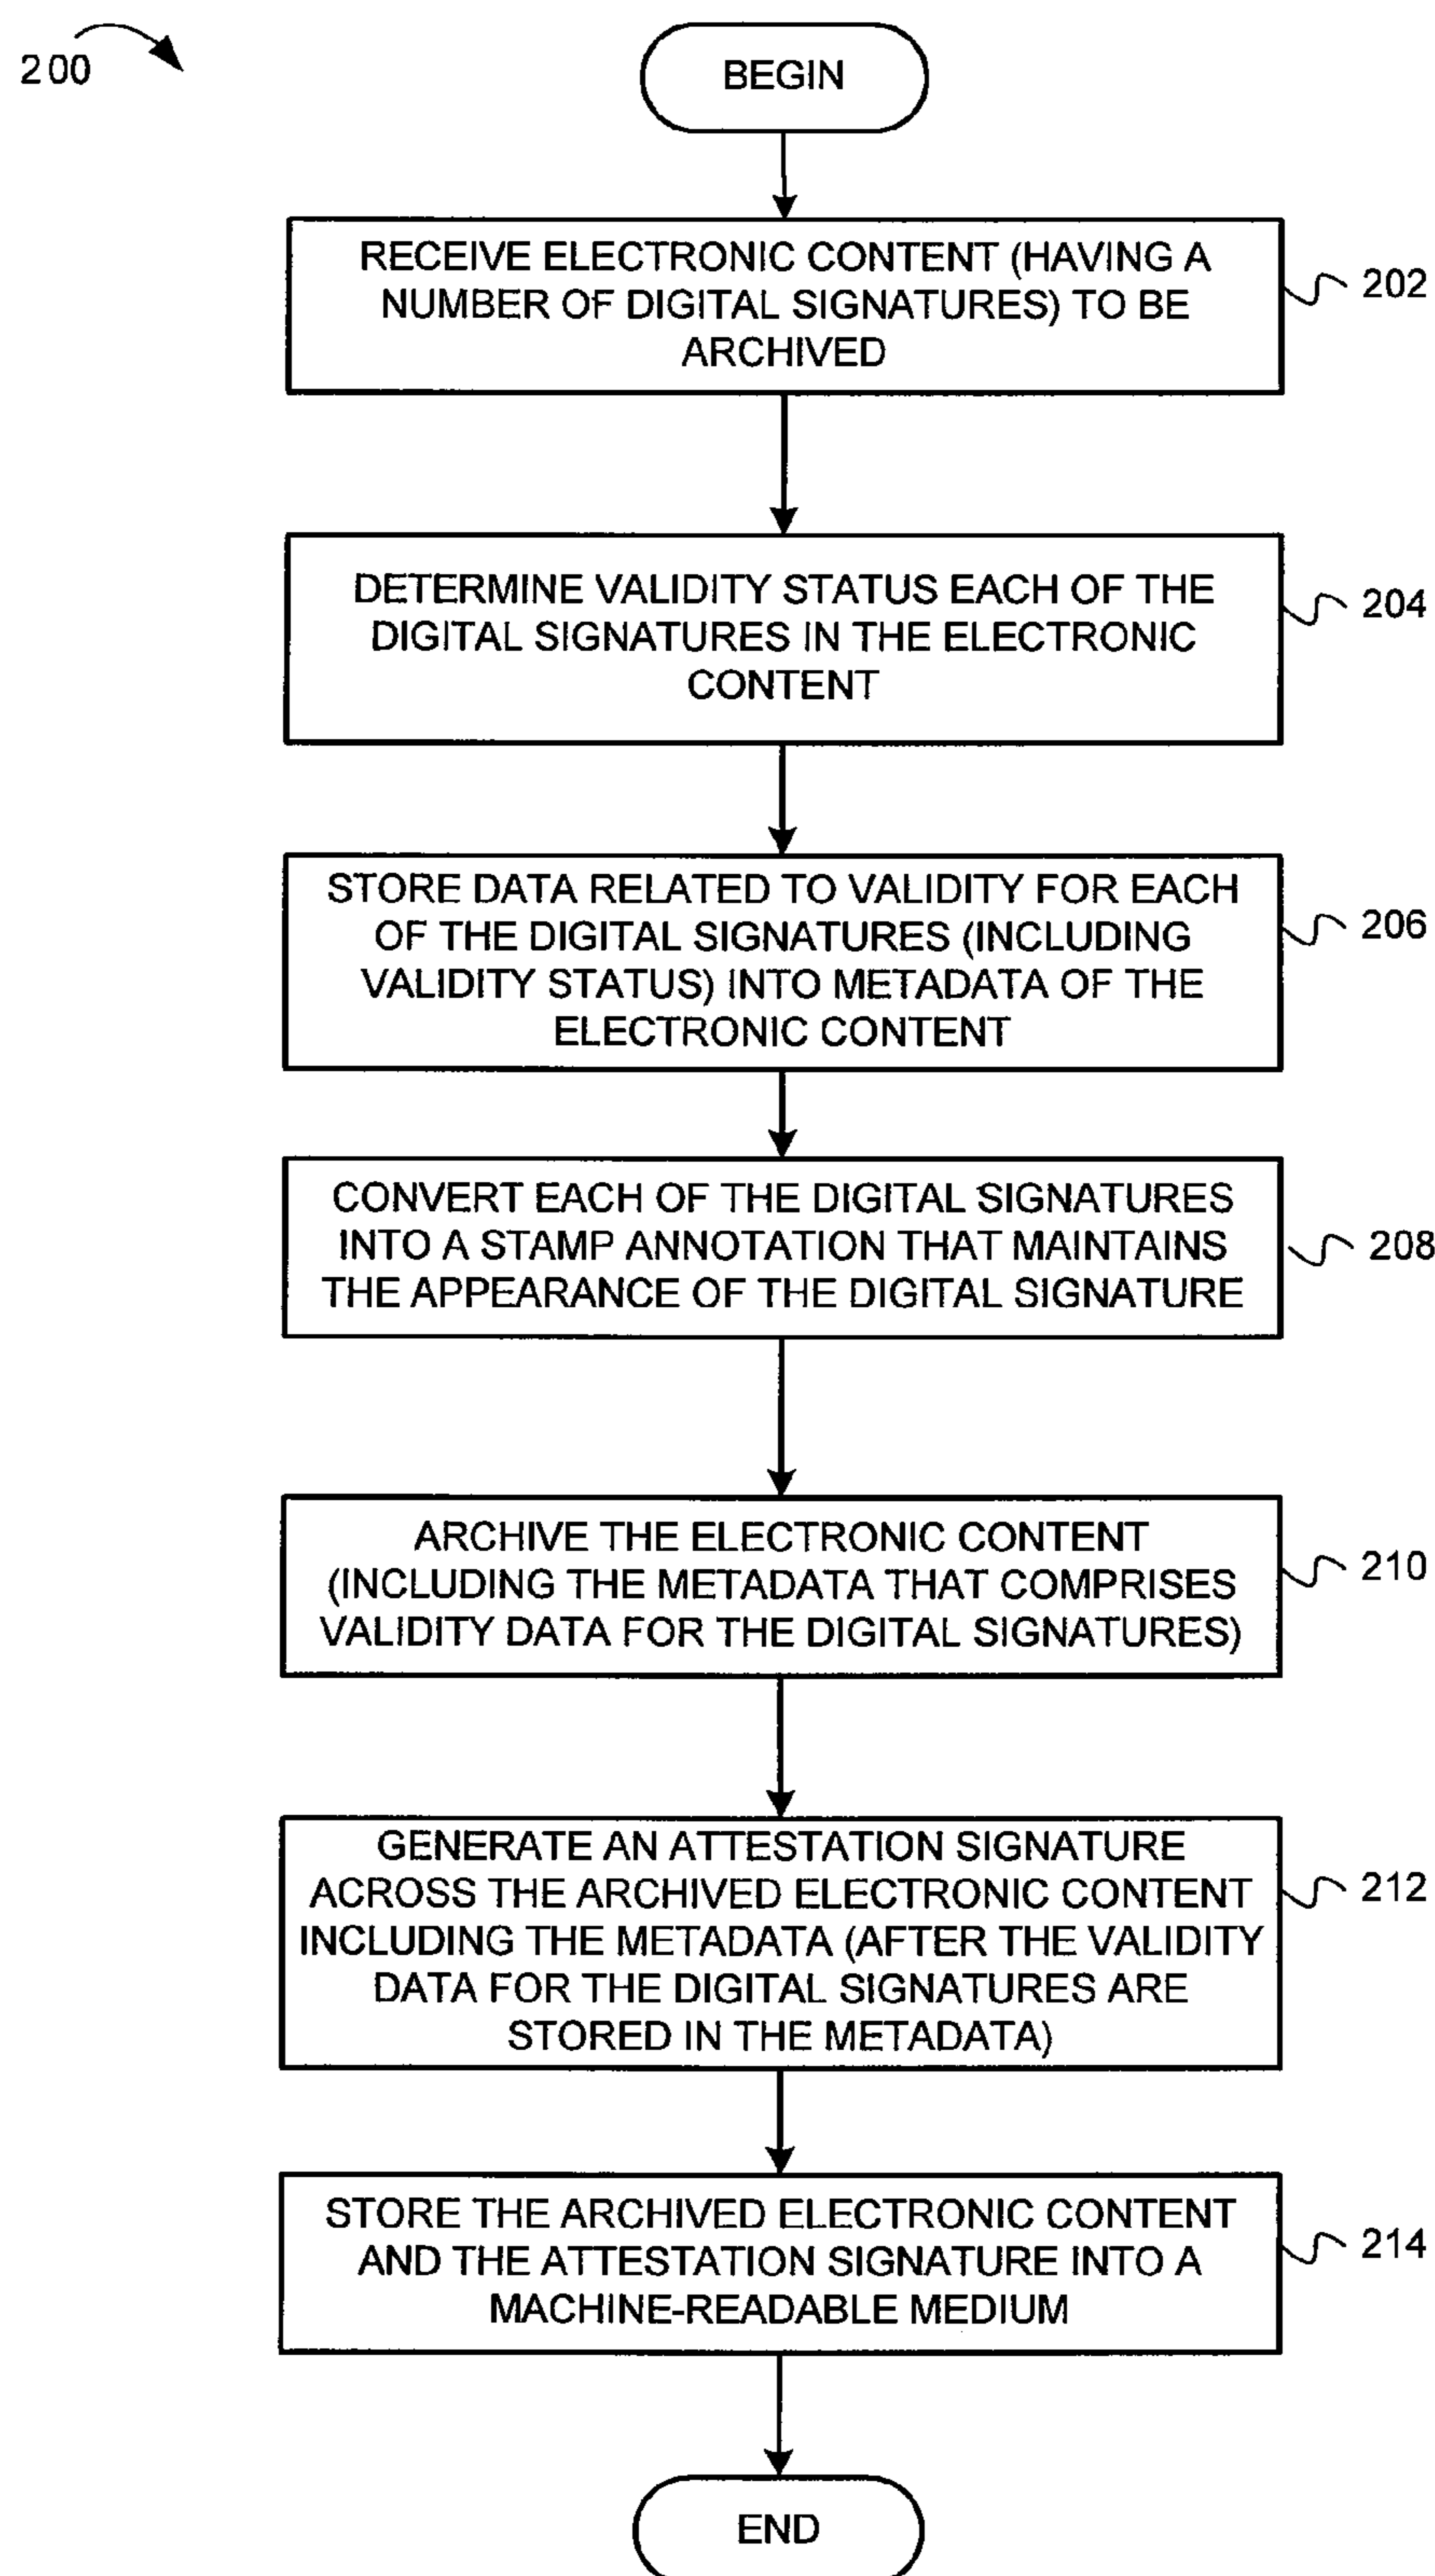 200
BEGIN
RECEIVE ELECTRONIC CONTENT (HAVING A
NUMBER OF DIGITAL SIGNATURES) TO BE
ARCHIVED
202
DETERMINE VALIDITY STATUS EACH OF THE
DIGITAL SIGNATURES IN THE ELECTRONIC
CONTENT
204
STORE DATA RELATED TO VALIDITY FOR EACH
OF THE DIGITAL SIGNATURES (INCLUDING
VALIDITY STATUS) INTO METADATA OF THE
ELECTRONIC CONTENT
206
CONVERT EACH OF THE DIGITAL SIGNATURES
INTO A STAMP ANNOTATION THAT MAINTAINS
THE APPEARANCE OF THE DIGITAL SIGNATURE
208
ARCHIVE THE ELECTRONIC CONTENT
(INCLUDING THE METADATA THAT COMPRISES
VALIDITY DATA FOR THE DIGITAL SIGNATURES)
210
GENERATE AN ATTESTATION SIGNATURE
ACROSS THE ARCHIVED ELECTRONIC CONTENT
INCLUDING THE METADATA (AFTER THE VALIDITY
DATA FOR THE DIGITAL SIGNATURES ARE
STORED IN THE METADATA)
212
STORE THE ARCHIVED ELECTRONIC CONTENT
AND THE ATTESTATION SIGNATURE INTO A
MACHINE-READABLE MEDIUM
214
END